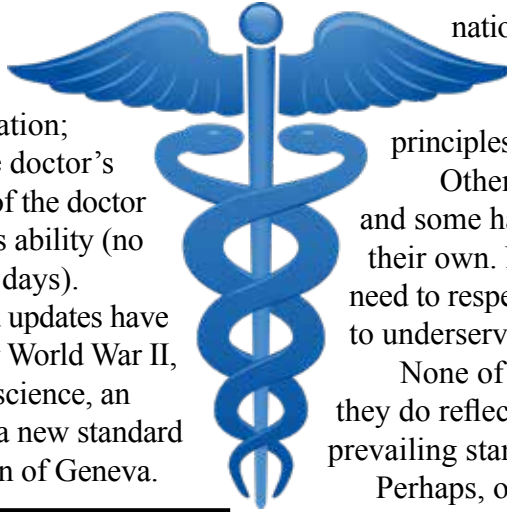 ation;
doctor’s
of the doctor
s ability (no
days).
updates have
World War II,
science, an
a new standard
n of Geneva.
natio
principles
Other
and some ha
their own.
need to respe
to underserv
None of
they do reflec
prevailing star
Perhaps, o